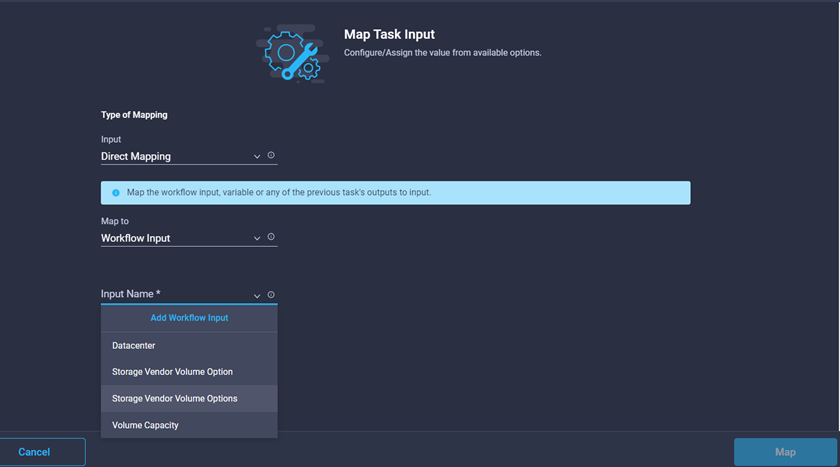 Map Task Input
Configure/Assign the value from available options.
Type of Mapping
Input
Direct Mapping
Map the workflow input, variable or any of the previous task's outputs to input.
Map to
Workflow Input
Input Name *
Add Workflow Input
Datacenter
Storage Vendor Volume Option
Storage Vendor Volume Options
Volume Capacity
Cancel
Map